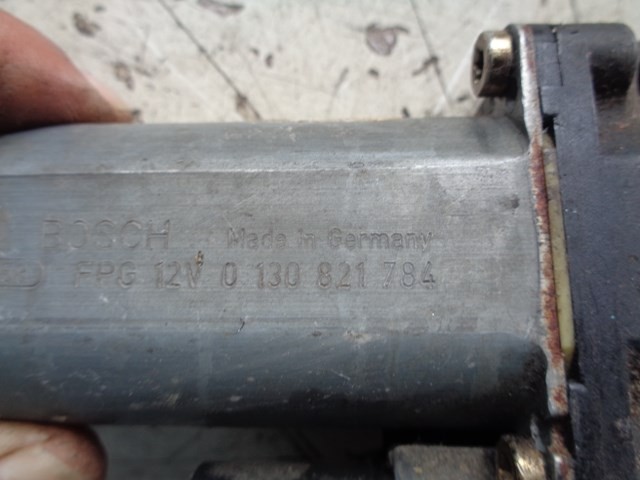 BOSCH Made in Germany
FPG 12V 0 130 821 784